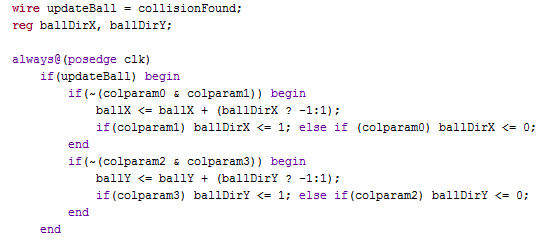 wire updateBall = collisionFound;
reg ballDirX, ballDirY;
always@(posedge clk)
if(updateBall) begin
if(~(colparam0 & colparam1)) begin
ballX <= ballX + (ballDirX ? -1:1);
if(colparam1) ballDirX <= 1; else if (colparam0) ballDirX <= 0;
end
if(~(colparam2 & colparam3)) begin
ballY <= ballY + (ballDirY ? -1:1);
if(colparam3) ballDirY <= 1; else if(colparam2) ballDirY <= 0;
end
end